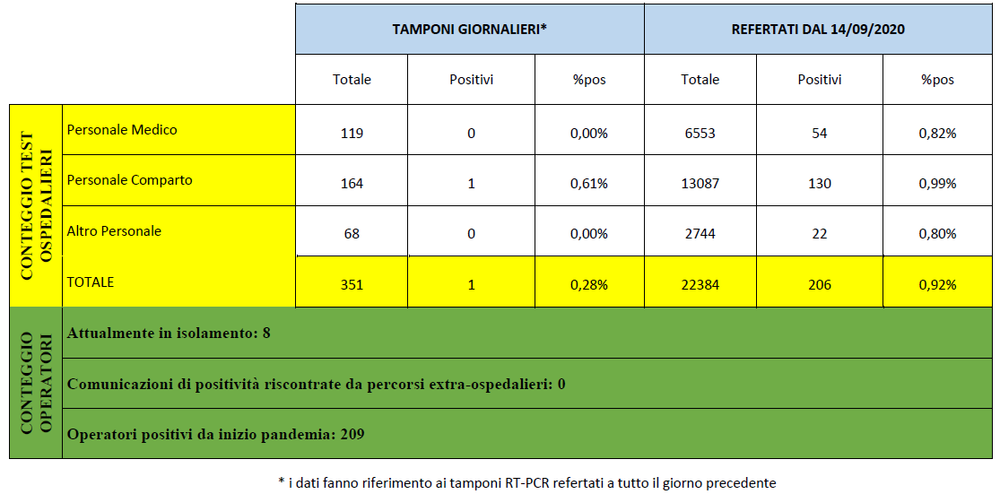 TAMPONI GIORNALIERI* REFERTATI DAL 14/09/2020
Totale Positivi %pos Totale Positivi %pos
CONTEGGIO TEST OSPEDALIERI
Personale Medico 119 0 0,00% 6553 54 0,82%
Personale Comparto 164 1 0,61% 13087 130 0,99%
Altro Personale 68 0 0,00% 2744 22 0,80%
TOTALE 351 1 0,28% 22384 206 0,92%
CONTEGGIO OPERATORI
Attualmente in isolamento: 8
Comunicazioni di positività riscontrate da percorsi extra-ospedalieri: 0
Operatori positivi da inizio pandemia: 209
* i dati fanno riferimento ai tamponi RT-PCR refertati a tutto il giorno precedente